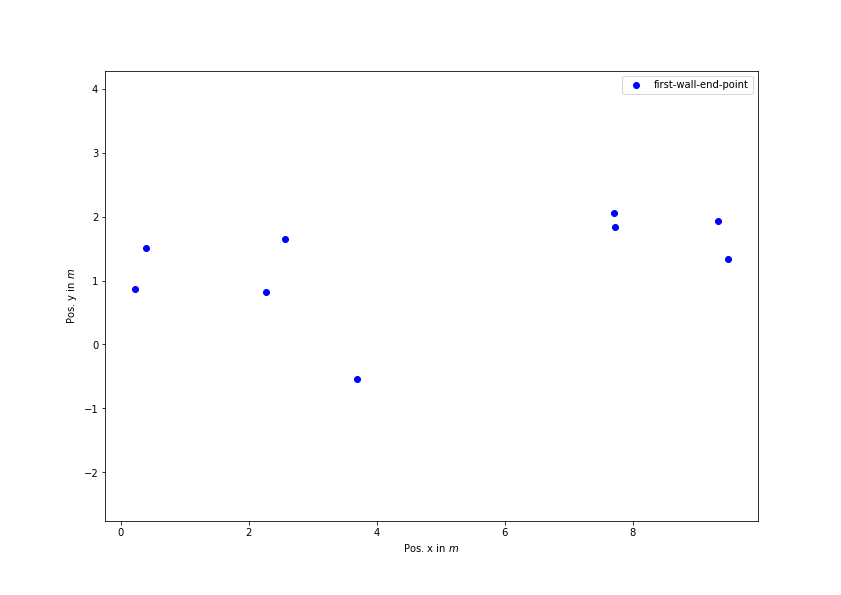 first-wall-end-point
4
3
2
1
0
−1
−2
Pos. y in m
0 2 4 6 8
Pos. x in m